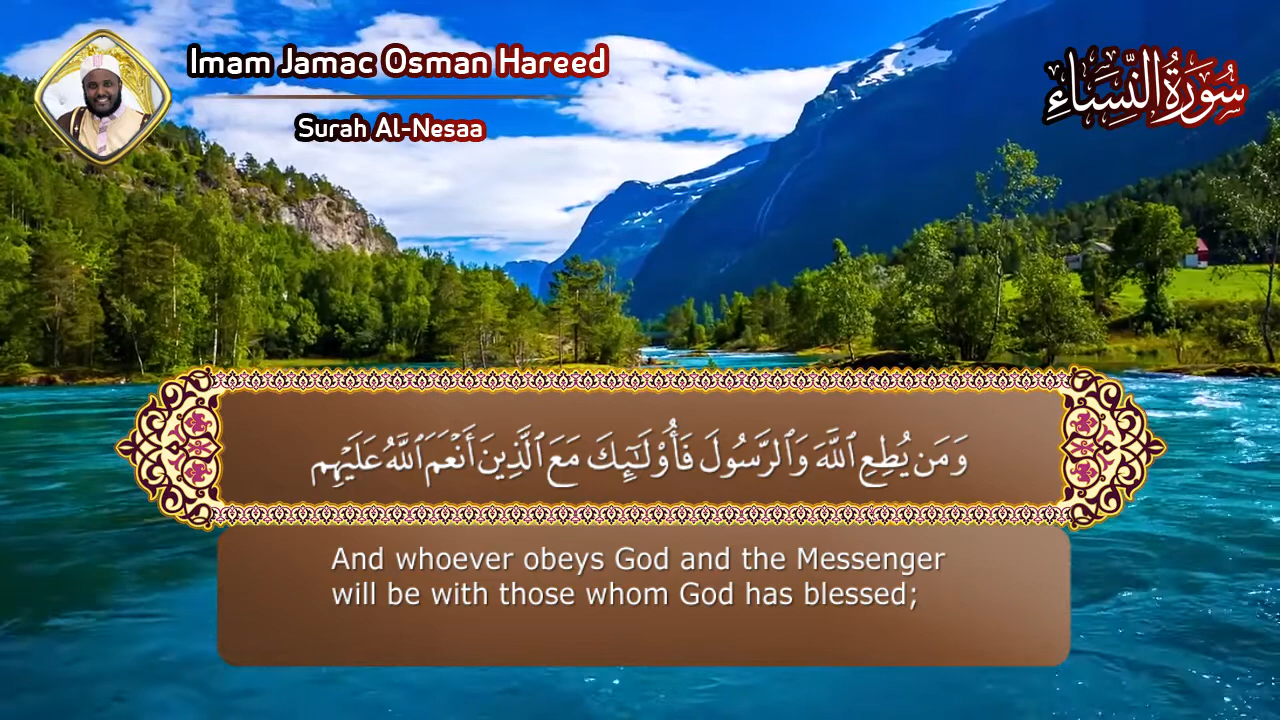 Imam Jamac Osman Hareed
Surah Al-Nesaa
سُورَةُ النِّسَاءِ
وَمَن يُطِعِ ٱللَّهَ وَٱلرَّسُولَ فَأُو۟لَـٰٓئِكَ مَعَ ٱلَّذِينَ أَنْعَمَ ٱللَّهُ عَلَيْهِم
And whoever obeys God and the Messenger
will be with those whom God has blessed;